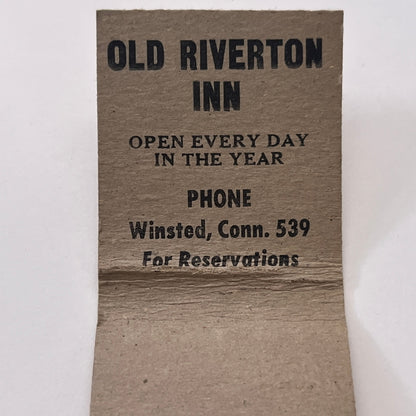 OLD RIVERTON
INN
OPEN EVERY DAY
IN THE YEAR
PHONE
Winsted, Conn. 539
For Reservations